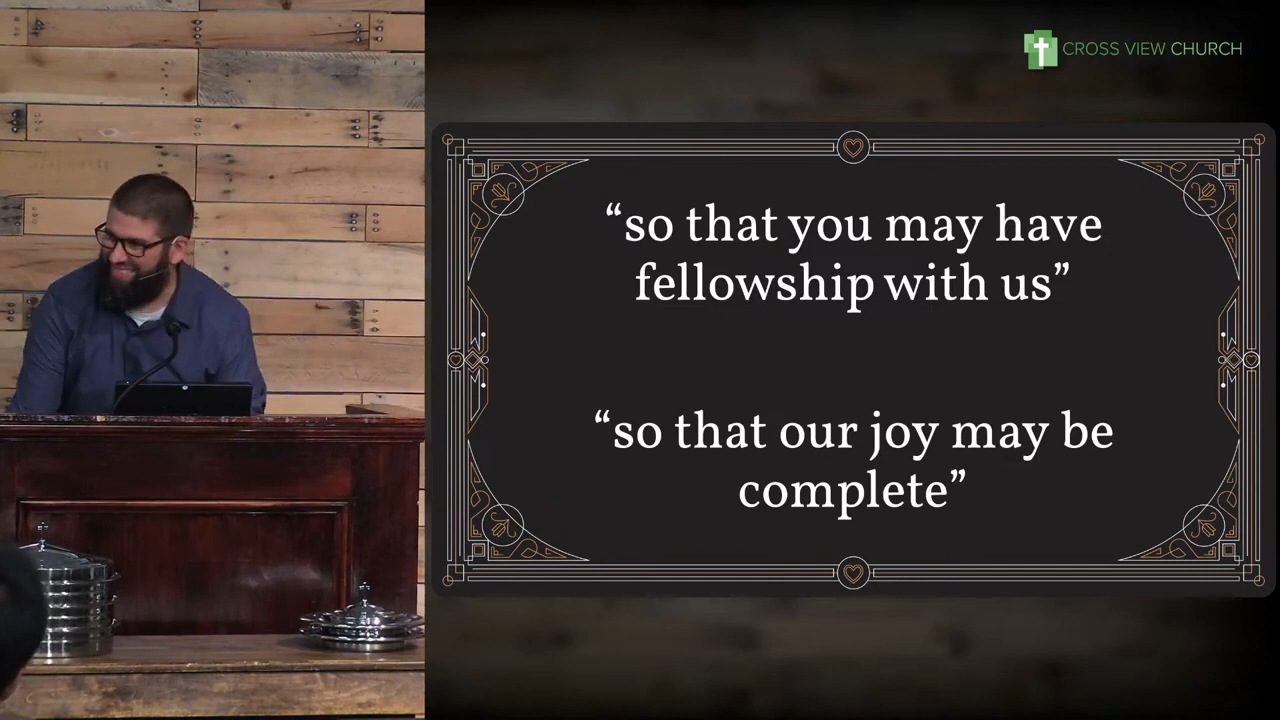 CROSS VIEW CHURCH
“so that you may have
fellowship with us”
“so that our joy may be
complete”